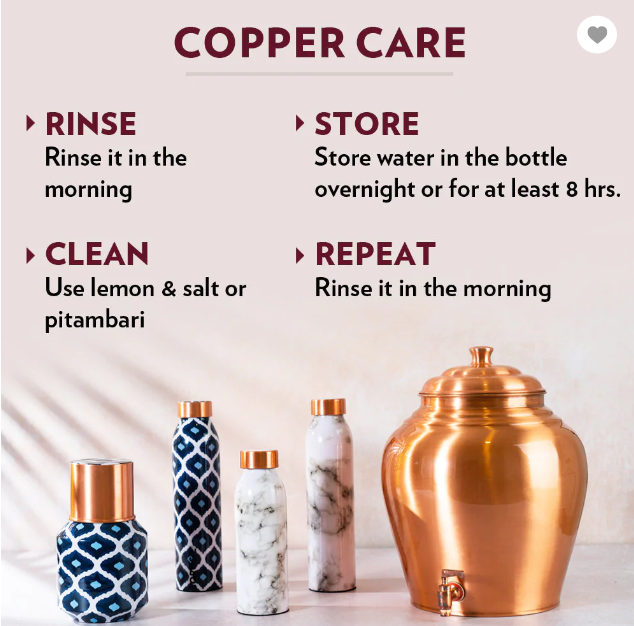 COPPER CARE
RINSE
Rinse it in the
morning
STORE
Store water in the bottle
overnight or for at least 8 hrs.
CLEAN
Use lemon & salt or
pitambari
REPEAT
Rinse it in the morning